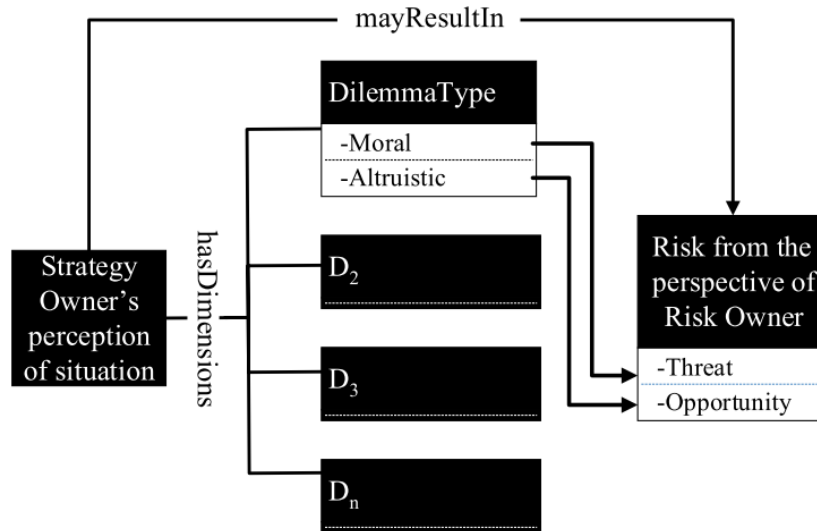 mayResultIn
DilemmaType
-Moral
-Altruistic
hasDimensions
Strategy
Owner’s
perception
of situation
D₂
D₃
Dₙ
Risk from the
perspective of
Risk Owner
-Threat
-Opportunity